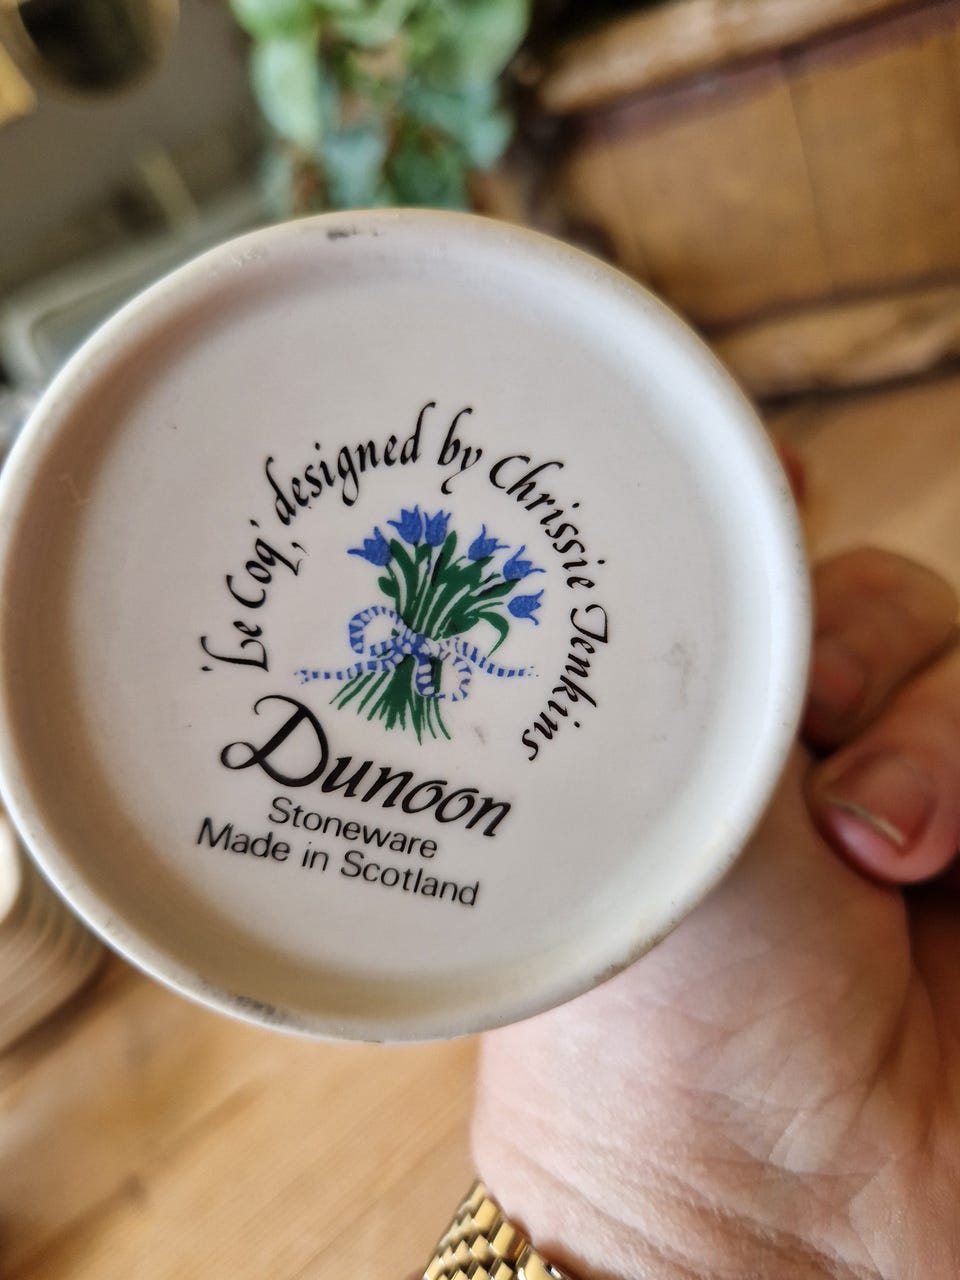 'Le Coq', designed by Chrissie Jenkins
Dunoon
Stoneware
Made in Scotland